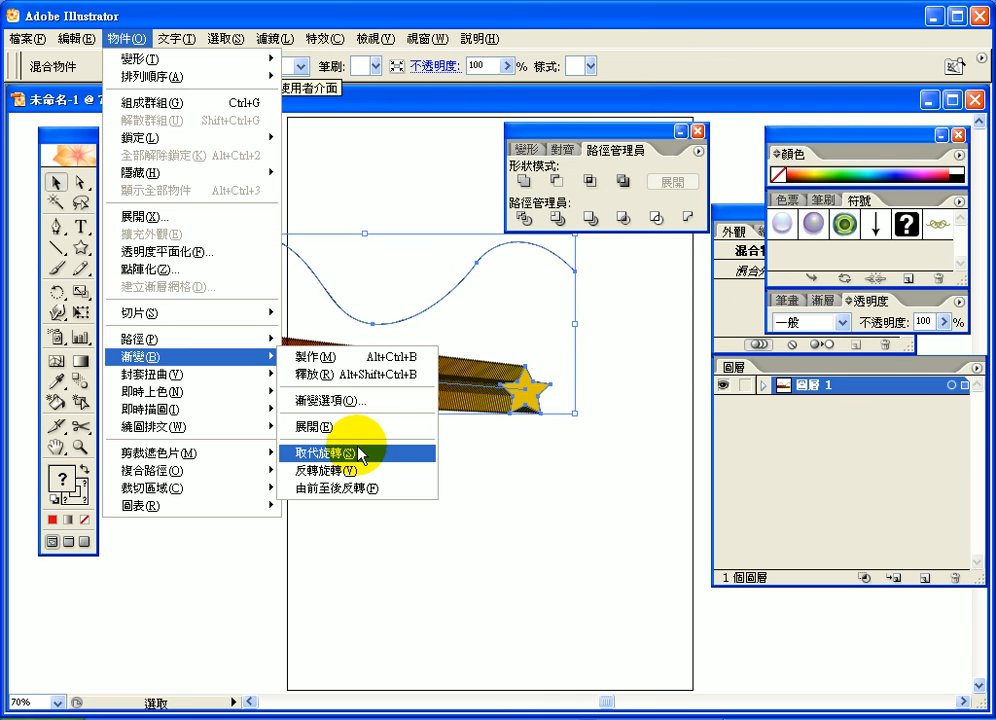 Adobe Illustrator
檔案(F) 編輯(E) 物件(O) 文字(T) 選取(S) 濾鏡(L) 特效(C) 檢視(V) 視窗(W) 說明(H)
混合物件 筆刷: 不透明度: 100 % 樣式:
使用者介面
未命名-1 @ 7
變形(T)
排列順序(A)
組成群組(G) Ctrl+G
解散群組(U) Shift+Ctrl+G
鎖定(L)
全部解除鎖定(K) Alt+Ctrl+2
隱藏(H)
顯示全部物件 Alt+Ctrl+3
展開(X)...
擴充外觀(E)
透明度平面化(F)...
點陣化(Z)...
建立漸層網格(D)...
切片(S)
路徑(P)
漸變(B)
封套扭曲(V)
即時上色(N)
即時描圖(I)
繞圖排文(W)
剪裁遮色片(M)
複合路徑(O)
裁切區域(C)
圖表(R)
製作(M) Alt+Ctrl+B
釋放(R) Alt+Shift+Ctrl+B
漸變選項(O)...
展開(E)
取代旋轉(S)
反轉旋轉(V)
由前至後反轉(F)
變形 對齊 路徑管理員
形狀模式:
展開
路徑管理員:
顏色
色票 筆刷 符號
外觀
混合
筆畫 漸層 透明度
一般 不透明度: 100 %
圖層
圖層 1
1 個圖層
70% 選取